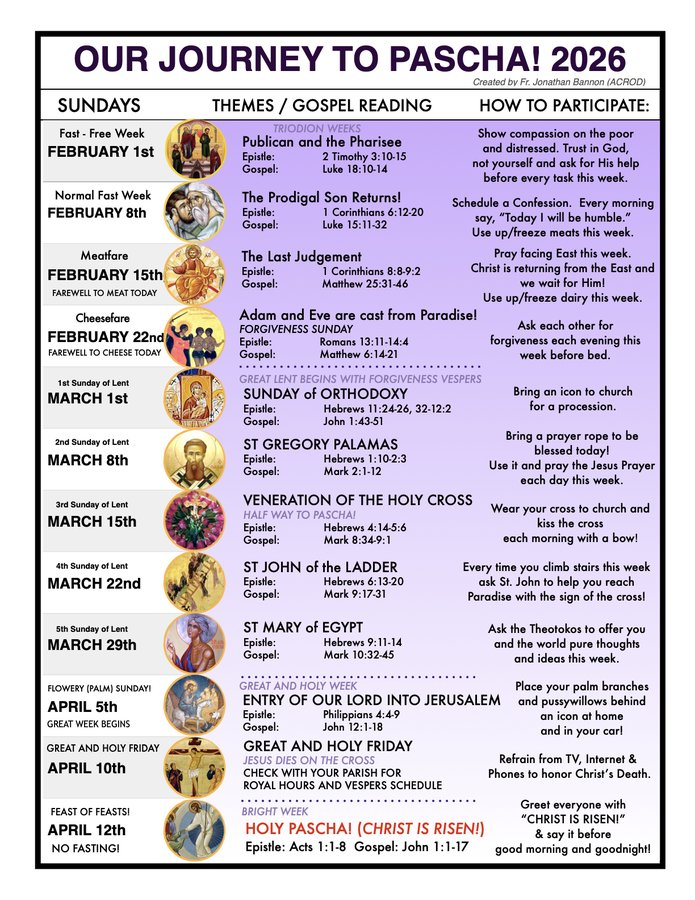 OUR JOURNEY TO PASCHA! 2026
Created by Fr. Jonathan Bannon (ACROD)
SUNDAYS
THEMES / GOSPEL READING
HOW TO PARTICIPATE:
Fast - Free Week
FEBRUARY 1st
TRIODION WEEKS
Publican and the Pharisee
Epistle: 2 Timothy 3:10-15
Gospel: Luke 18:10-14
Show compassion on the poor
and distressed. Trust in God,
not yourself and ask for His help
before every task this week.
Normal Fast Week
FEBRUARY 8th
The Prodigal Son Returns!
Epistle: 1 Corinthians 6:12-20
Gospel: Luke 15:11-32
Schedule a Confession. Every morning
say, “Today I will be humble.”
Use up/freeze meats this week.
Meatfare
FEBRUARY 15th
FAREWELL TO MEAT TODAY
The Last Judgement
Epistle: 1 Corinthians 8:8-9:2
Gospel: Matthew 25:31-46
Pray facing East this week.
Christ is returning from the East and
we wait for Him!
Use up/freeze dairy this week.
Cheesefare
FEBRUARY 22nd
FAREWELL TO CHEESE TODAY
Adam and Eve are cast from Paradise!
FORGIVENESS SUNDAY
Epistle: Romans 13:11-14:4
Gospel: Matthew 6:14-21
Ask each other for
forgiveness each evening this
week before bed.
1st Sunday of Lent
MARCH 1st
GREAT LENT BEGINS WITH FORGIVENESS VESPERS
SUNDAY of ORTHODOXY
Epistle: Hebrews 11:24-26, 32-12:2
Gospel: John 1:43-51
Bring an icon to church
for a procession.
2nd Sunday of Lent
MARCH 8th
ST GREGORY PALAMAS
Epistle: Hebrews 1:10-2:3
Gospel: Mark 2:1-12
Bring a prayer rope to be
blessed today!
Use it and pray the Jesus Prayer
each day this week.
3rd Sunday of Lent
MARCH 15th
VENERATION OF THE HOLY CROSS
HALF WAY TO PASCHA!
Epistle: Hebrews 4:14-5:6
Gospel: Mark 8:34-9:1
Wear your cross to church and
kiss the cross
each morning with a bow!
4th Sunday of Lent
MARCH 22nd
ST JOHN of the LADDER
Epistle: Hebrews 6:13-20
Gospel: Mark 9:17-31
Every time you climb stairs this week
ask St. John to help you reach
Paradise with the sign of the cross!
5th Sunday of Lent
MARCH 29th
ST MARY of EGYPT
Epistle: Hebrews 9:11-14
Gospel: Mark 10:32-45
Ask the Theotokos to offer you
and the world pure thoughts
and ideas this week.
FLOWERY (PALM) SUNDAY!
APRIL 5th
GREAT WEEK BEGINS
GREAT AND HOLY WEEK
ENTRY OF OUR LORD INTO JERUSALEM
Epistle: Philippians 4:4-9
Gospel: John 12:1-18
Place your palm branches
and pussywillows behind
an icon at home
and in your car!
GREAT AND HOLY FRIDAY
APRIL 10th
GREAT AND HOLY FRIDAY
JESUS DIES ON THE CROSS
CHECK WITH YOUR PARISH FOR
ROYAL HOURS AND VESPERS SCHEDULE
Refrain from TV, Internet &
Phones to honor Christ’s Death.
FEAST OF FEASTS!
APRIL 12th
NO FASTING!
BRIGHT WEEK
HOLY PASCHA! (CHRIST IS RISEN!)
Epistle: Acts 1:1-8 Gospel: John 1:1-17
Greet everyone with
“CHRIST IS RISEN!”
& say it before
good morning and goodnight!